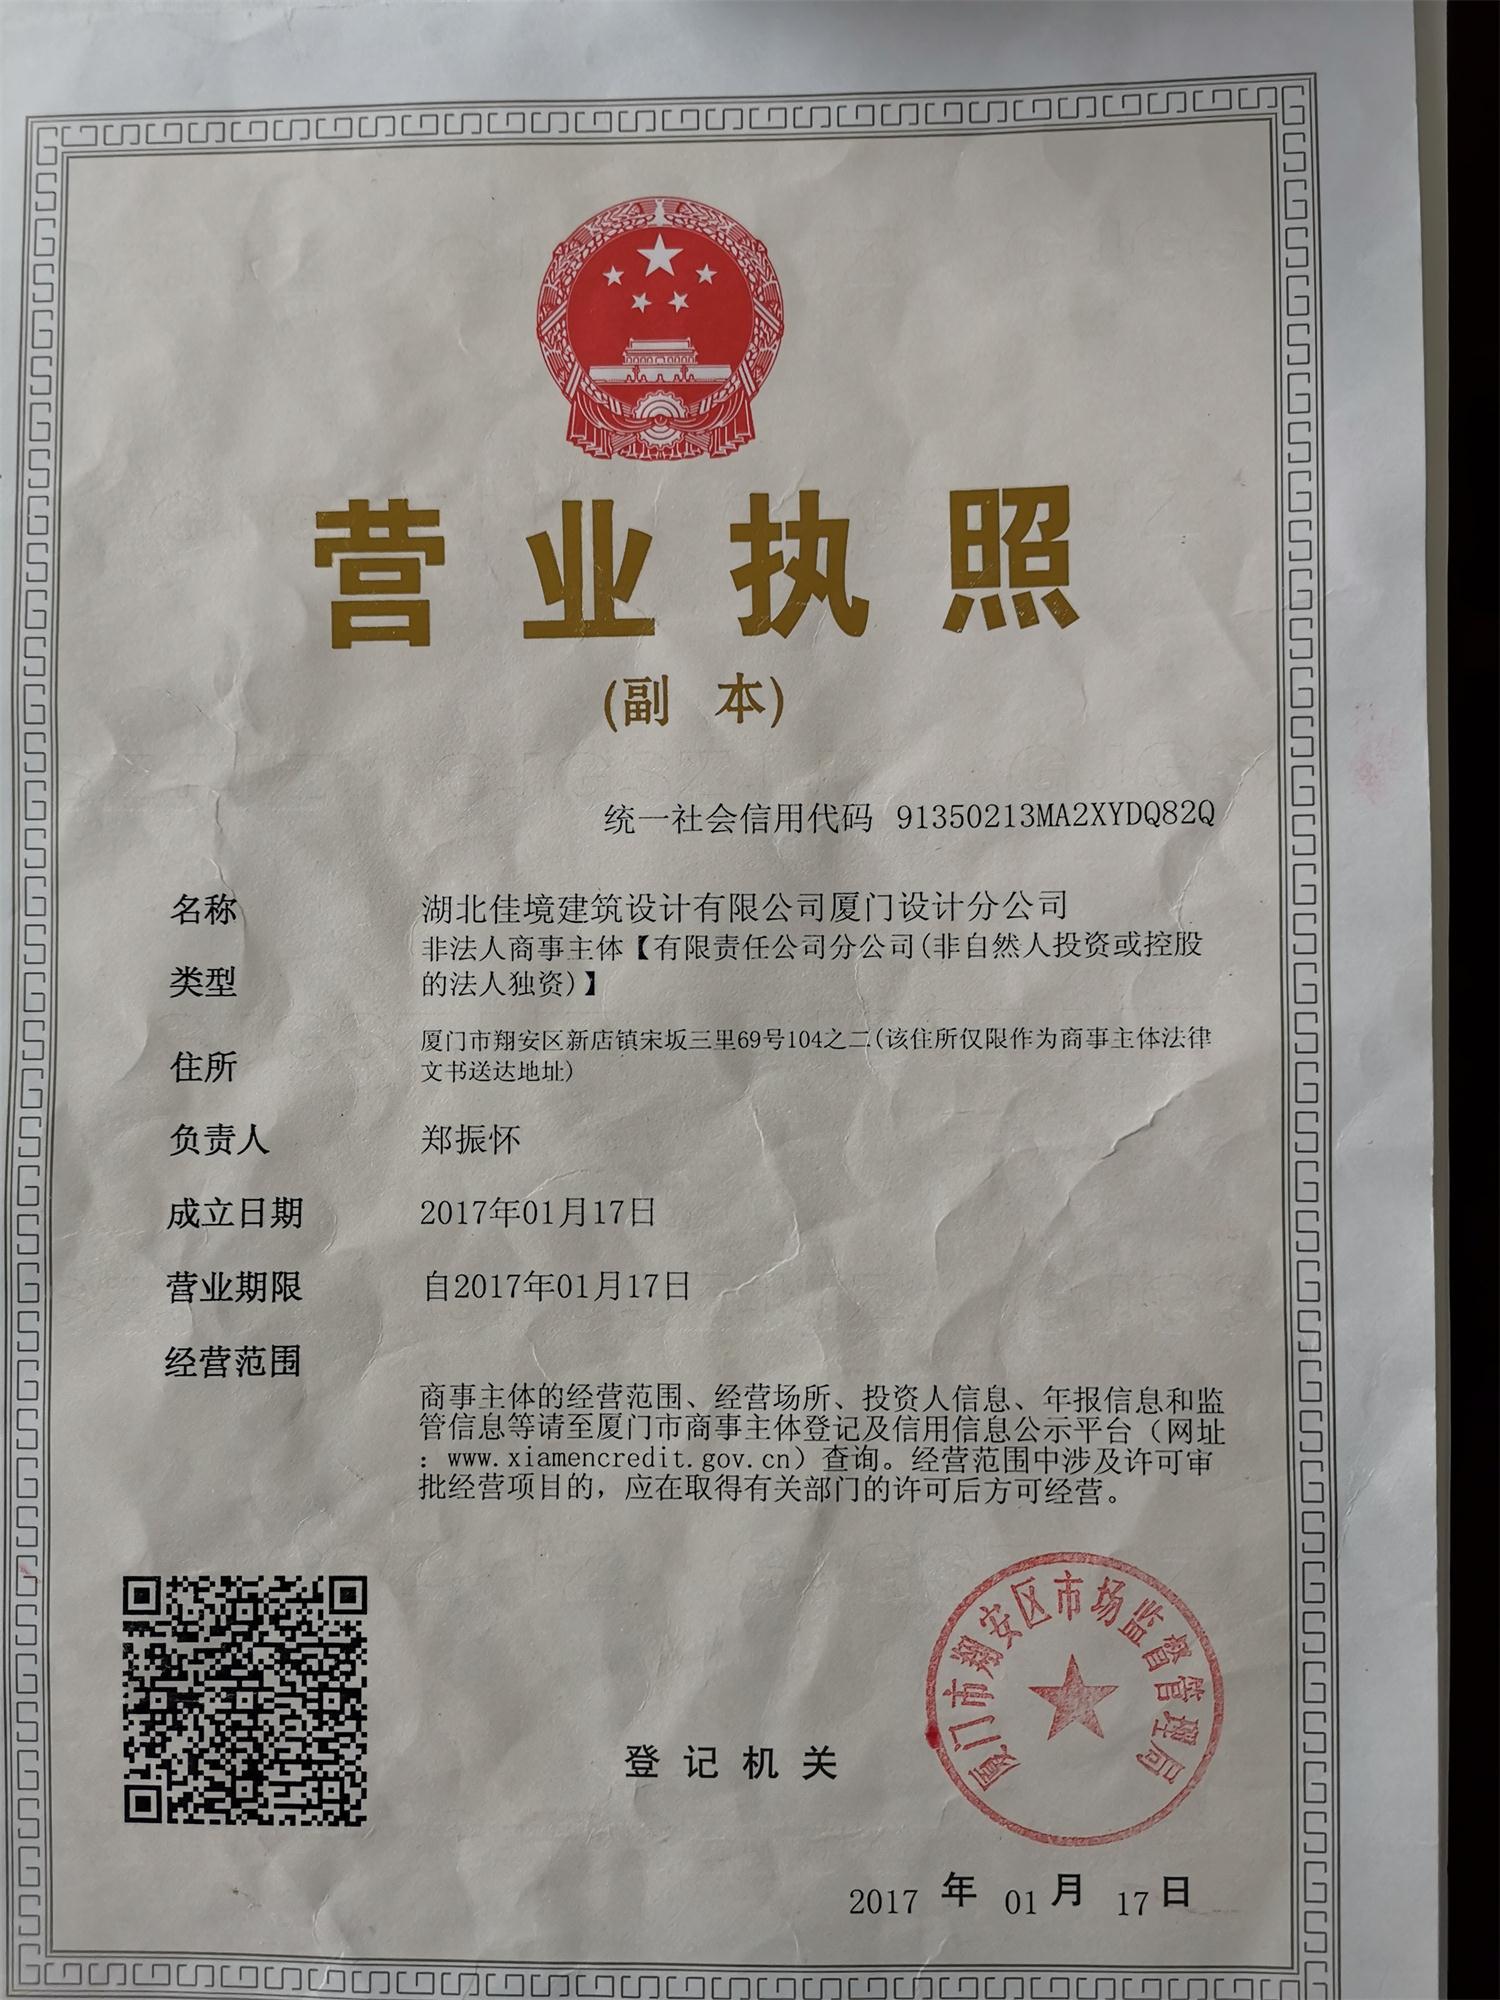 营业执照
(副 本)
统一社会信用代码 91350213MA2XYDQ82Q
名称 湖北佳境建筑设计有限公司厦门设计分公司
类型 非法人商事主体【有限责任公司分公司(非自然人投资或控股
的法人独资)】
住所 厦门市翔安区新店镇宋坂三里69号104之二(该住所仅限作为商事主体法律
文书送达地址)
负责人 郑振怀
成立日期 2017年01月17日
营业期限 自2017年01月17日
经营范围
商事主体的经营范围、经营场所、投资人信息、年报信息和监
管信息等请至厦门市商事主体登记及信用信息公示平台（网址
：www.xiamencredit.gov.cn）查询。经营范围中涉及许可审
批经营项目的，应在取得有关部门的许可后方可经营。
厦门市翔安区市场监督管理局
登记机关
2017 年 01 月 17 日